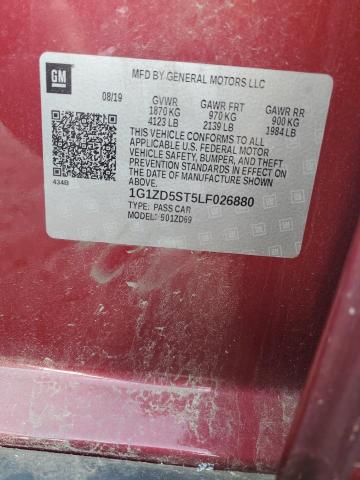 GM
MFD BY GENERAL MOTORS LLC
08/19 GVWR GAWR FRT GAWR RR
1870 KG 970 KG 900 KG
4123 LB 2139 LB 1984 LB
THIS VEHICLE CONFORMS TO ALL
APPLICABLE U.S. FEDERAL MOTOR
VEHICLE SAFETY, BUMPER, AND THEFT
PREVENTION STANDARDS IN EFFECT ON
THE DATE OF MANUFACTURE SHOWN
ABOVE.
434B
1G1ZD5ST5LF026880
TYPE: PASS CAR
MODEL: 501ZD69